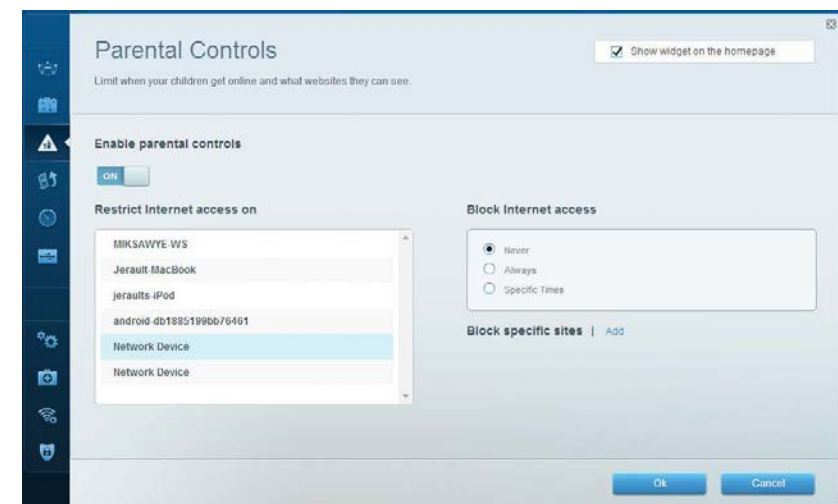 Parental Controls
Show widget on the homepage
Limit when your children get online and what websites they can see.
Enable parental controls
ON
Restrict Internet access on
MIKSAWYE-WS
Jerault-MacBook
jeraults-iPod
android-db1885199bb76461
Network Device
Network Device
Block Internet access
Never
Always
Specific Times
Block specific sites | Add
Ok
Cancel